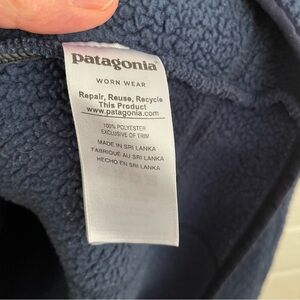 patagonia
WORN WEAR
Repair, Reuse, Recycle
This Product
www.patagonia.com
100% POLYESTER
EXCLUSIVE OF TRIM
MADE IN SRI LANKA
FABRIQUÉ AU SRI LANKA
HECHO EN SRI LANKA